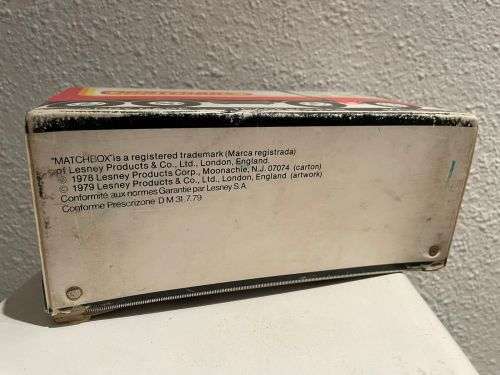 "MATCHBOX" is a registered trademark (Marca registrada)
of Lesney Products & Co., Ltd., London, England.
© 1978 Lesney Products Corp., Moonachie, N.J. 07074 (carton)
© 1979 Lesney Products & Co., Ltd., London, England (artwork)
Conformité aux normes Garantie par Lesney S.A.
Conforme Prescrizone D M 31.7.79